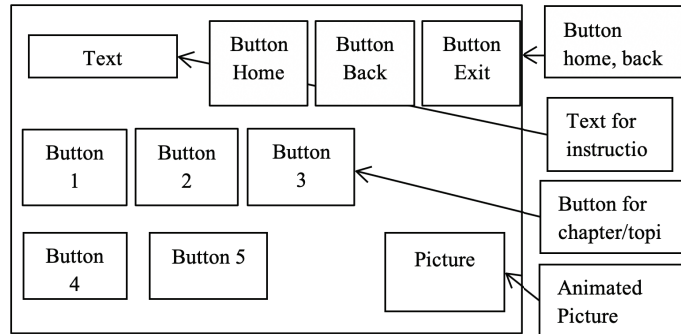 Text
Button
Home
Button
Back
Button
Exit
Button
home, back
Text for
instructio
Button
1
Button
2
Button
3
Button for
chapter/topi
Button
4
Button 5
Picture
Animated
Picture